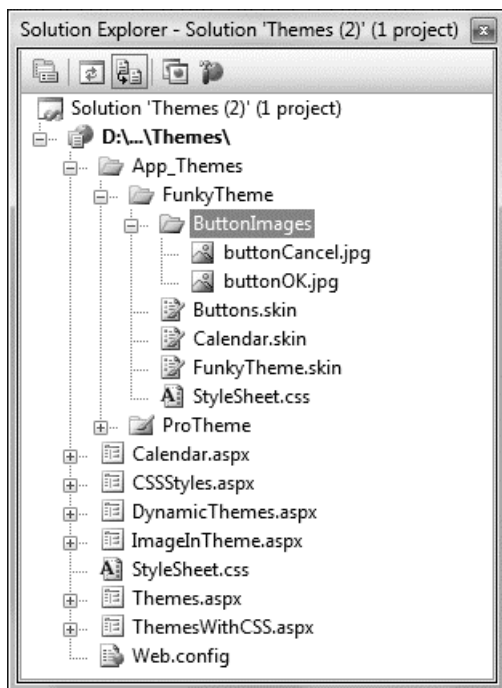 Solution Explorer - Solution 'Themes (2)' (1 project)
Solution 'Themes (2)' (1 project)
D:\...\Themes\
App_Themes
FunkyTheme
ButtonImages
buttonCancel.jpg
buttonOK.jpg
Buttons.skin
Calendar.skin
FunkyTheme.skin
StyleSheet.css
ProTheme
Calendar.aspx
CSSStyles.aspx
DynamicThemes.aspx
ImageInTheme.aspx
StyleSheet.css
Themes.aspx
ThemesWithCSS.aspx
Web.config